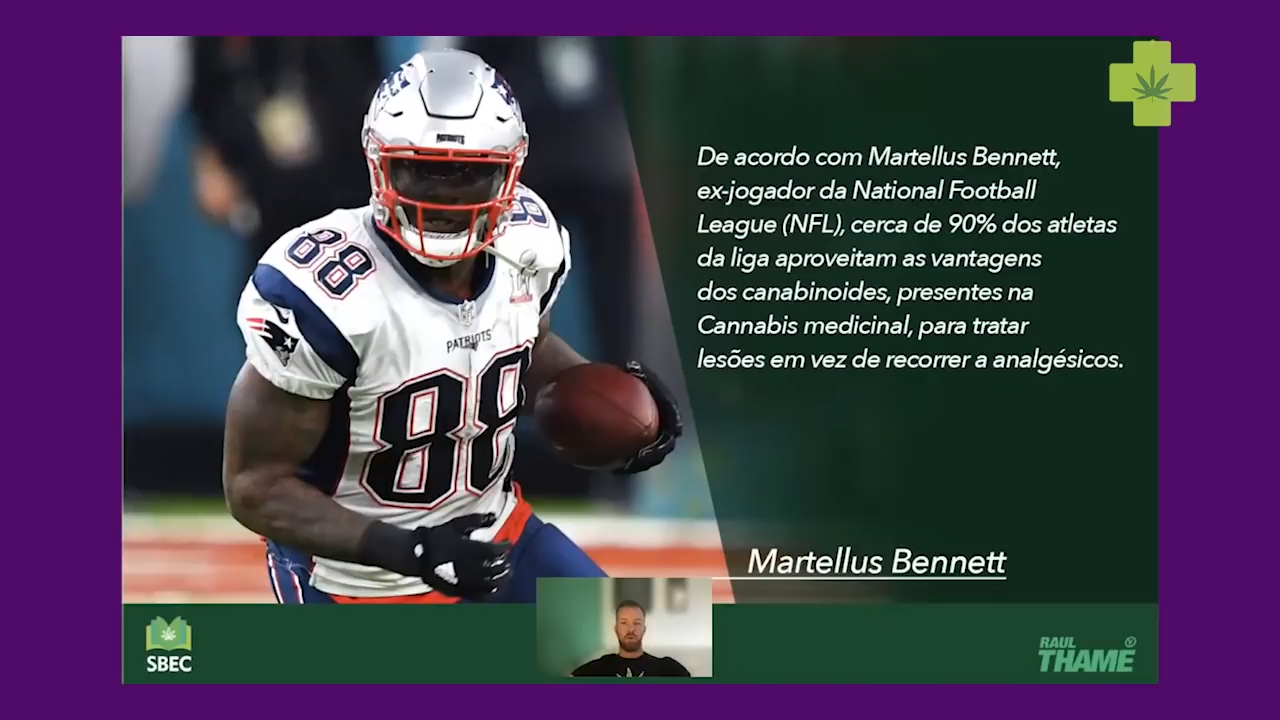 De acordo com Martellus Bennett,
ex-jogador da National Football
League (NFL), cerca de 90% dos atletas
da liga aproveitam as vantagens
dos canabinoides, presentes na
Cannabis medicinal, para tratar
lesões em vez de recorrer a analgésicos.
Martellus Bennett
88
PATRIOTS
88
SBEC
RAUL
THAME